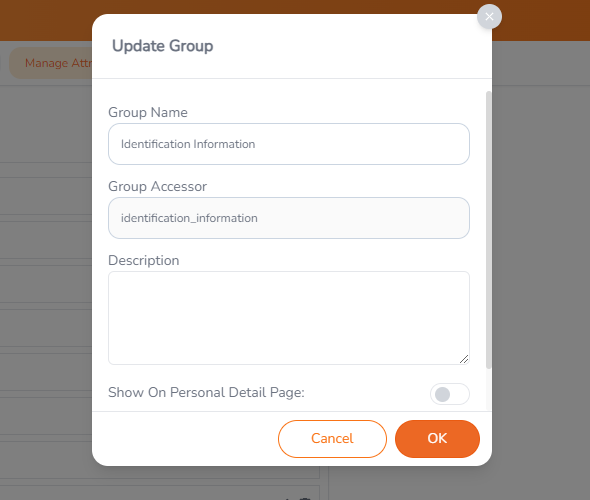 Update Group
Manage Attr
Group Name
Identification Information
Group Accessor
identification_information
Description
Show On Personal Detail Page:
Cancel
OK